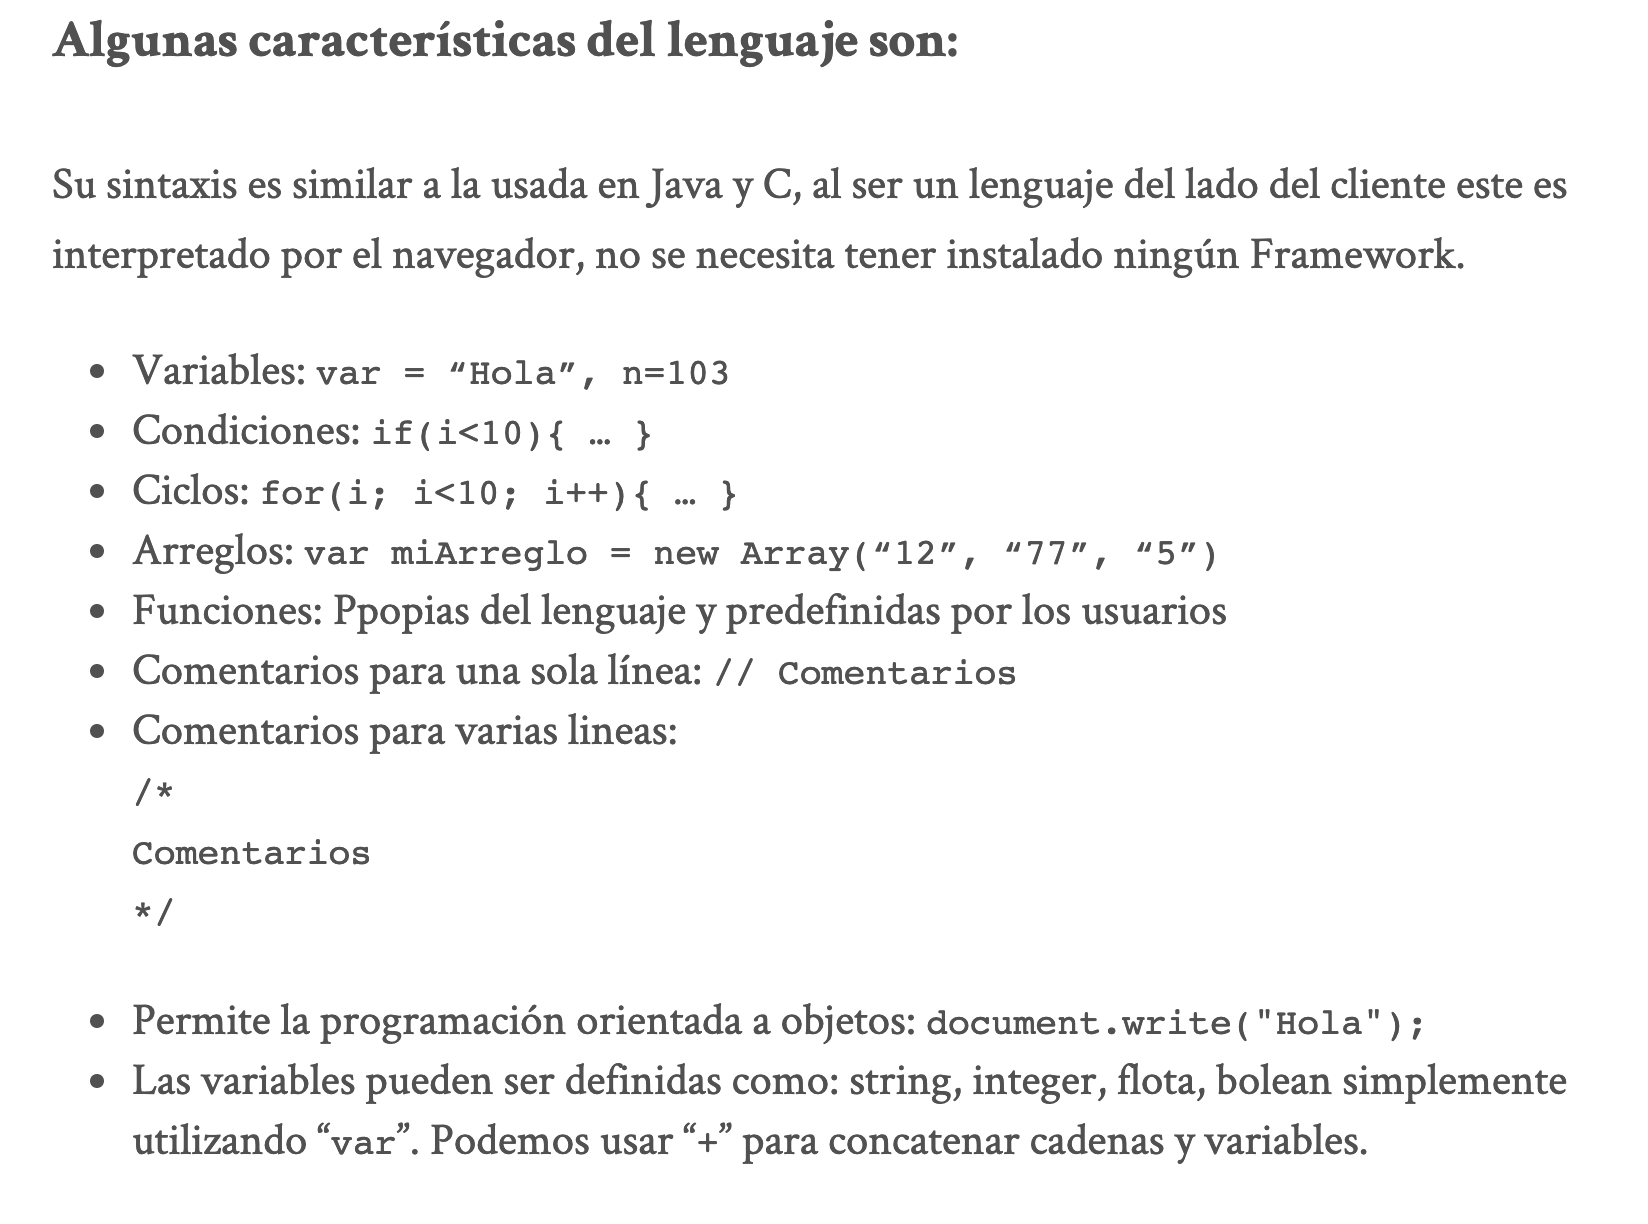 Algunas características del lenguaje son:
Su sintaxis es similar a la usada en Java y C, al ser un lenguaje del lado del cliente este es
interpretado por el navegador, no se necesita tener instalado ningún Framework.
• Variables: var = “Hola”, n=103
• Condiciones: if(i<10){ … }
• Ciclos: for(i; i<10; i++){ … }
• Arreglos: var miArreglo = new Array(“12”, “77”, “5”)
• Funciones: Ppopias del lenguaje y predefinidas por los usuarios
• Comentarios para una sola línea: // Comentarios
• Comentarios para varias lineas:
/*
Comentarios
*/
• Permite la programación orientada a objetos: document.write("Hola");
• Las variables pueden ser definidas como: string, integer, flota, bolean simplemente
utilizando “var”. Podemos usar “+” para concatenar cadenas y variables.